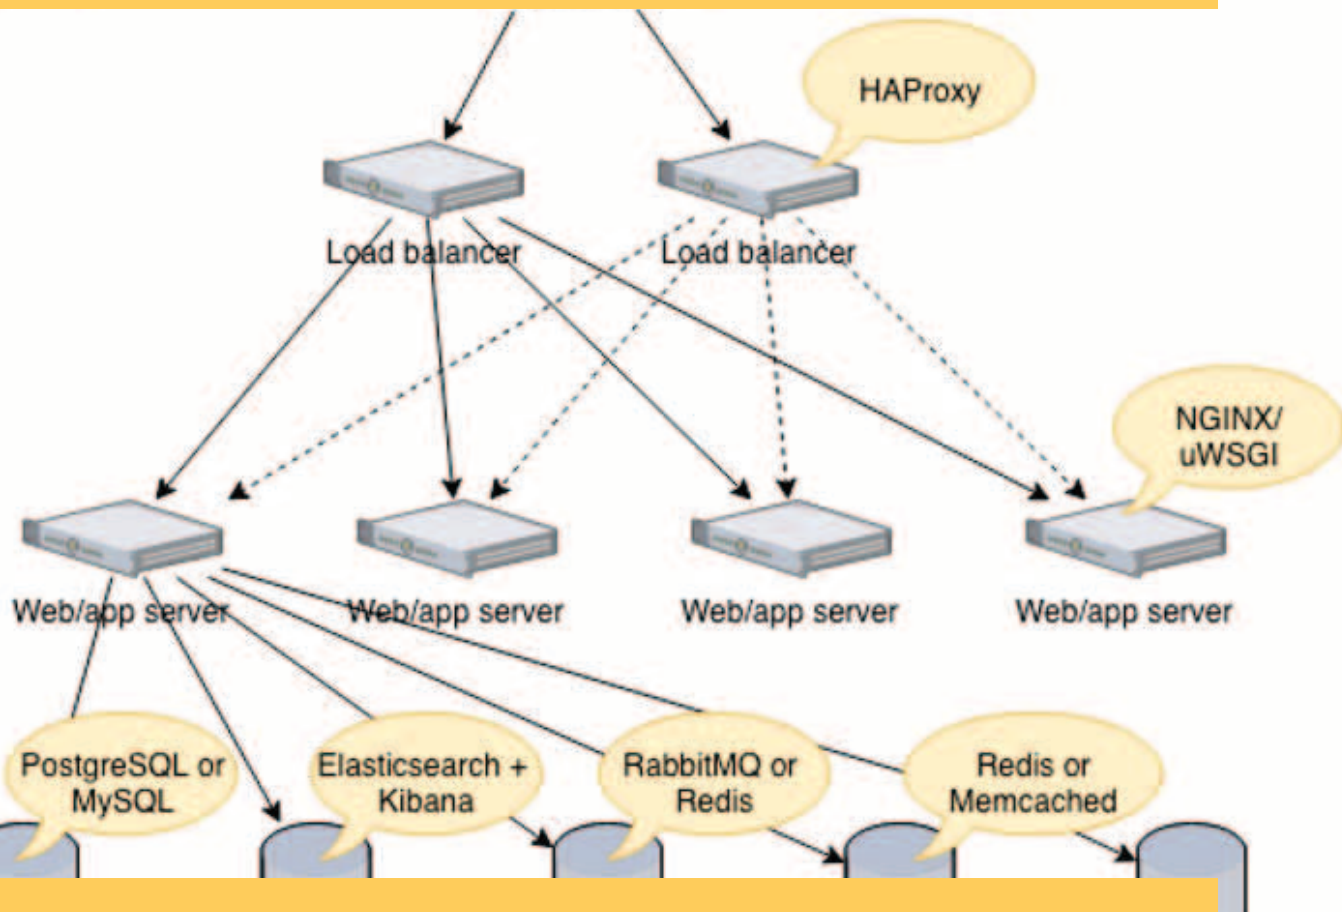 HAProxy
Load balancer
Load balancer
NGINX/
uWSGI
Web/app server
Web/app server
Web/app server
Web/app server
PostgreSQL or
MySQL
Elasticsearch +
Kibana
RabbitMQ or
Redis
Redis or
Memcached